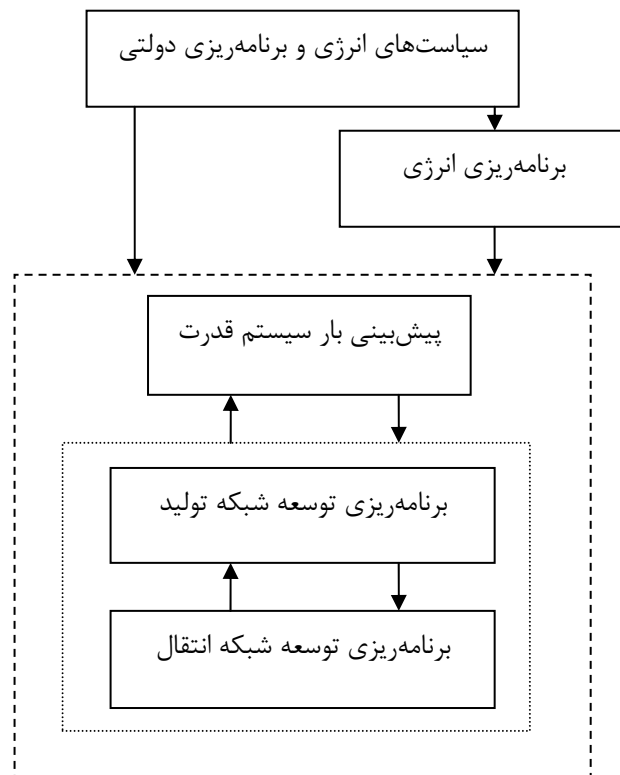 سیاست‌های انرژی و برنامه‌ریزی دولتی
برنامه‌ریزی انرژی
پیش‌بینی بار سیستم قدرت
برنامه‌ریزی توسعه شبکه تولید
برنامه‌ریزی توسعه شبکه انتقال